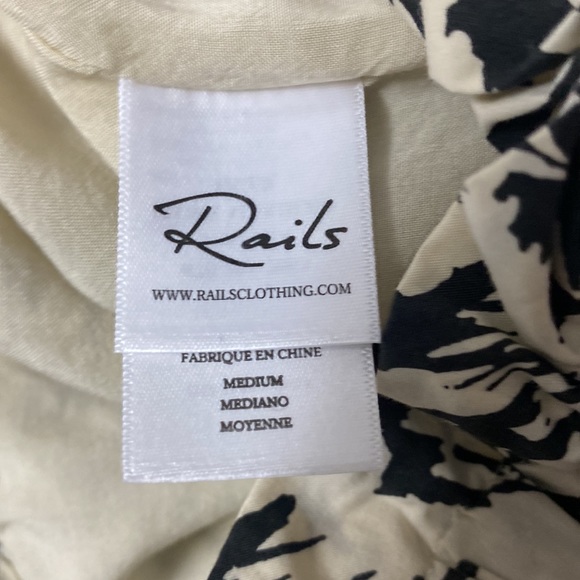 Rails
WWW.RAILSCLOTHING.COM
FABRIQUE EN CHINE
MEDIUM
MEDIANO
MOYENNE